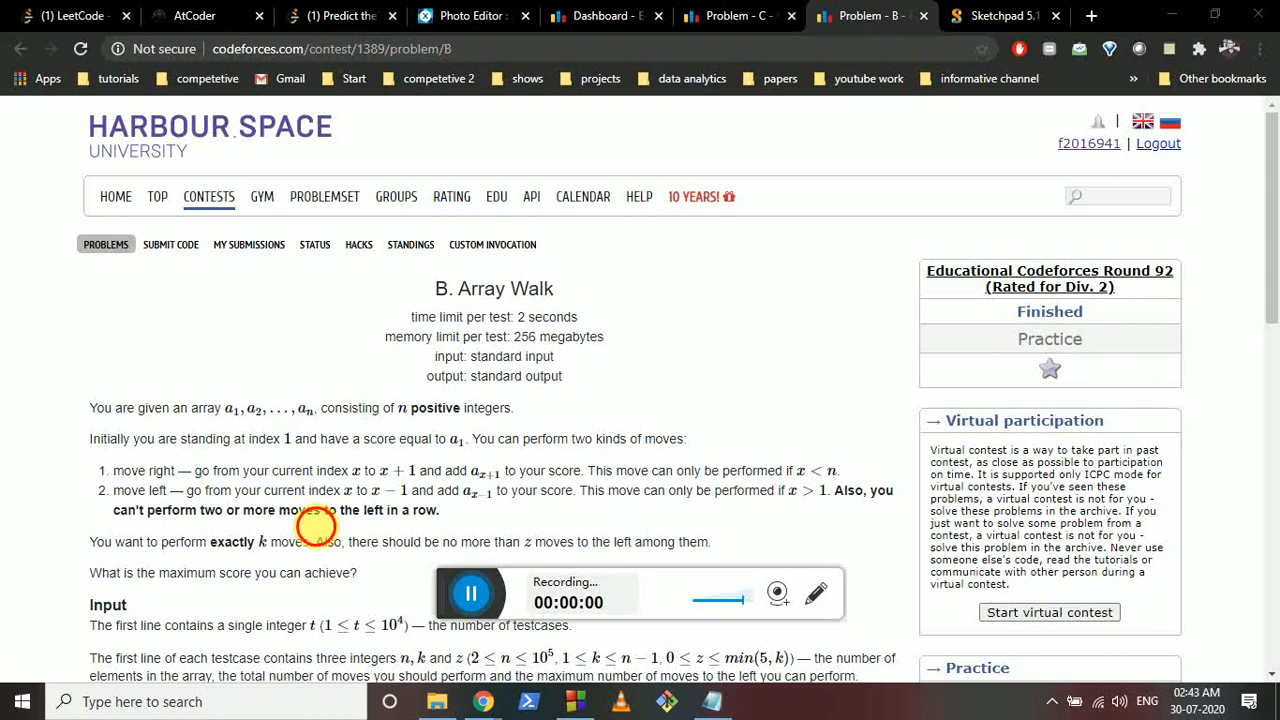 (1) LeetCode -
AtCoder
(1) Predict the
Photo Editor :
Dashboard - E
Problem - C -
Problem - B -
Sketchpad 5.1
Not secure | codeforces.com/contest/1389/problem/B
Apps tutorials competetive Gmail Start competetive 2 shows projects data analytics papers youtube work informative channel » Other bookmarks
HARBOUR.SPACE
UNIVERSITY
f2016941 | Logout
HOME TOP CONTESTS GYM PROBLEMSET GROUPS RATING EDU API CALENDAR HELP 10 YEARS!
PROBLEMS SUBMIT CODE MY SUBMISSIONS STATUS HACKS STANDINGS CUSTOM INVOCATION
B. Array Walk
time limit per test: 2 seconds
memory limit per test: 256 megabytes
input: standard input
output: standard output
You are given an array a1, a2, . . . , an, consisting of n positive integers.
Initially you are standing at index 1 and have a score equal to a1. You can perform two kinds of moves:
1. move right — go from your current index x to x + 1 and add ax+1 to your score. This move can only be performed if x < n.
2. move left — go from your current index x to x − 1 and add ax−1 to your score. This move can only be performed if x > 1. Also, you
can't perform two or more moves to the left in a row.
You want to perform exactly k moves. Also, there should be no more than z moves to the left among them.
What is the maximum score you can achieve?
Input
The first line contains a single integer t (1 ≤ t ≤ 10^4) — the number of testcases.
The first line of each testcase contains three integers n, k and z (2 ≤ n ≤ 10^5, 1 ≤ k ≤ n − 1, 0 ≤ z ≤ min(5, k)) — the number of
elements in the array, the total number of moves you should perform and the maximum number of moves to the left you can perform.
Recording...
00:00:00
Educational Codeforces Round 92
(Rated for Div. 2)
Finished
Practice
→ Virtual participation
Virtual contest is a way to take part in past
contest, as close as possible to participation
on time. It is supported only ICPC mode for
virtual contests. If you've seen these
problems, a virtual contest is not for you -
solve these problems in the archive. If you
just want to solve some problem from a
contest, a virtual contest is not for you -
solve this problem in the archive. Never use
someone else's code, read the tutorials or
communicate with other person during a
virtual contest.
Start virtual contest
→ Practice
Type here to search
ENG
02:43 AM
30-07-2020